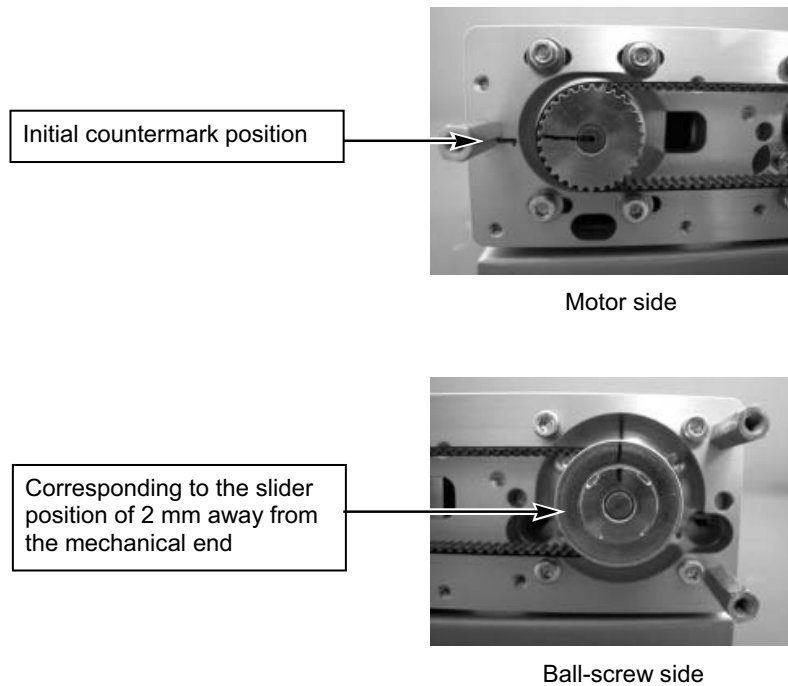 Initial countermark position
Motor side
Corresponding to the slider
position of 2 mm away from
the mechanical end
Ball-screw side